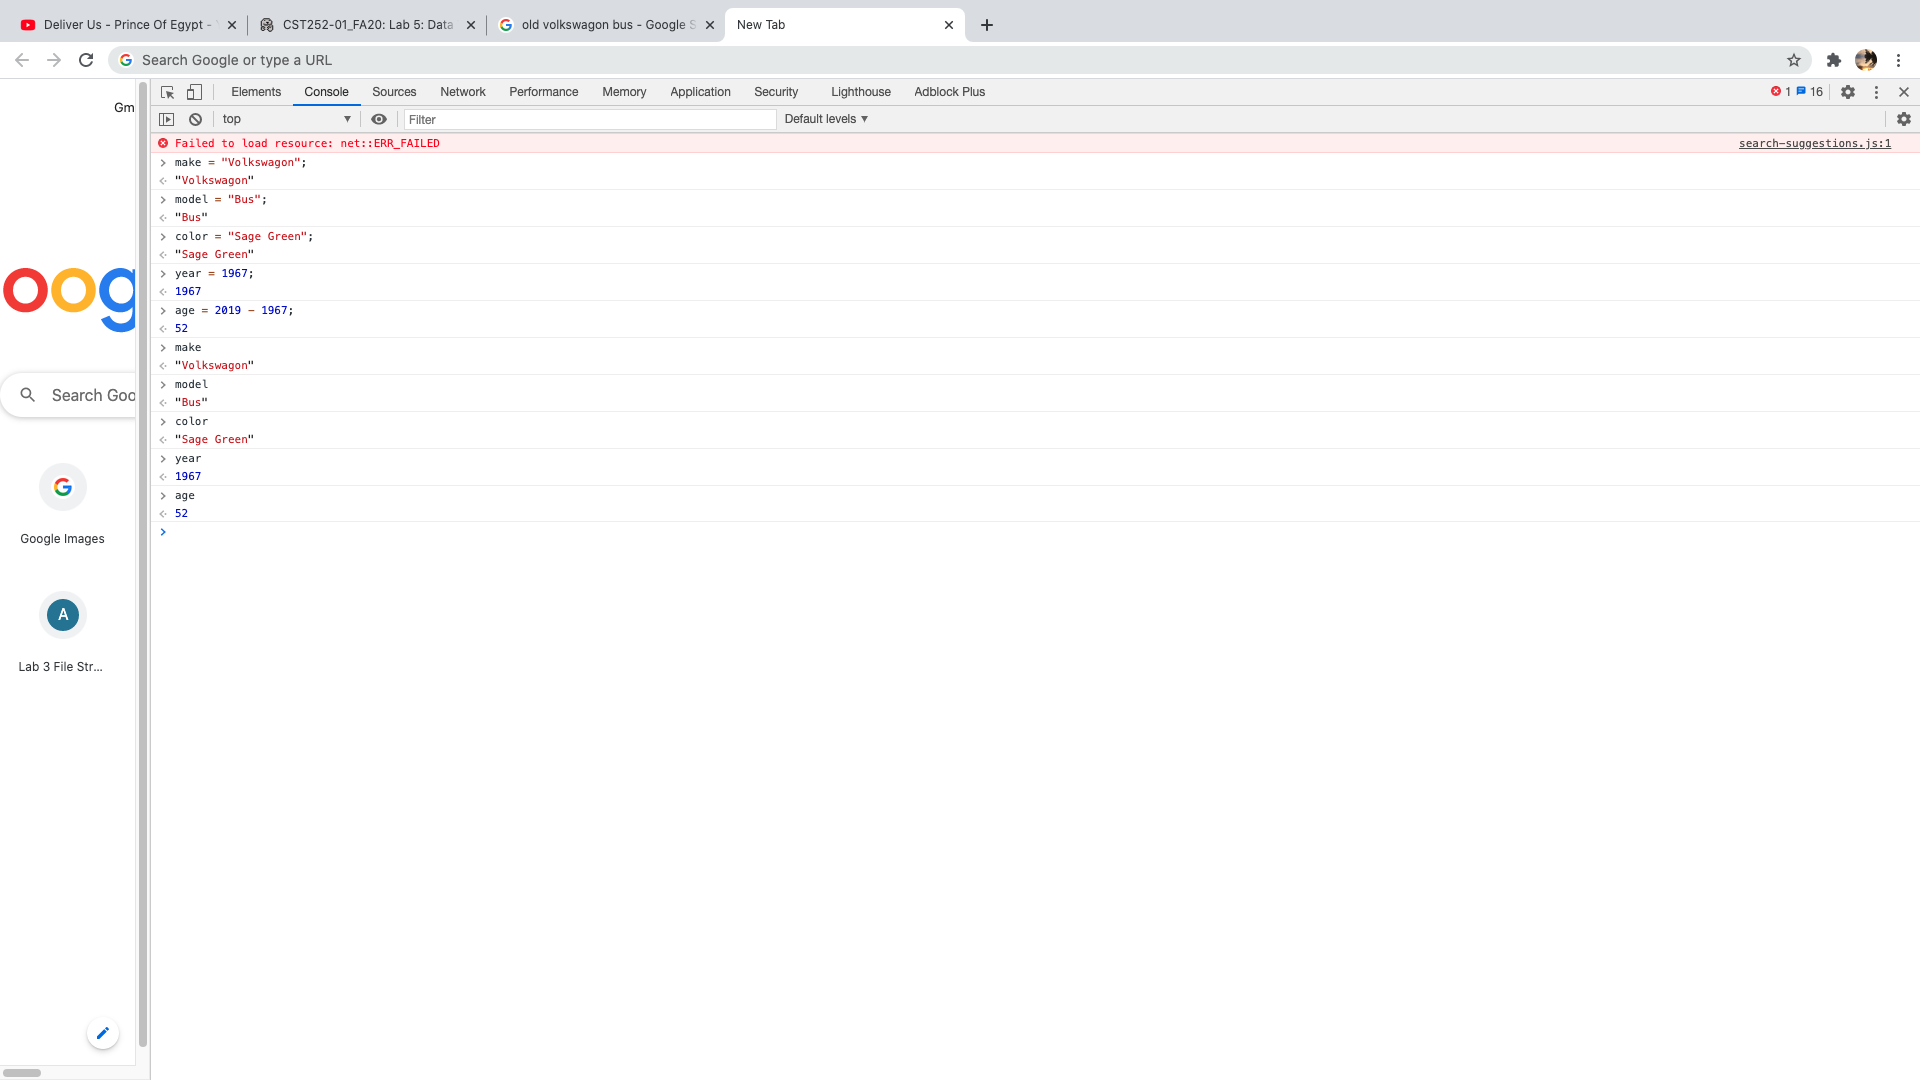 Deliver Us - Prince Of Egypt -
CST252-01_FA20: Lab 5: Data
old volkswagon bus - Google S
New Tab
Search Google or type a URL
Gm
Elements Console Sources Network Performance Memory Application Security Lighthouse Adblock Plus
1 16
top
Filter
Default levels
Failed to load resource: net::ERR_FAILED
search-suggestions.js:1
> make = "Volkswagon";
"Volkswagon"
> model = "Bus";
"Bus"
> color = "Sage Green";
"Sage Green"
> year = 1967;
1967
> age = 2019 - 1967;
52
> make
"Volkswagon"
> model
"Bus"
> color
"Sage Green"
> year
1967
> age
52
>
oog
Search Goo
G
Google Images
A
Lab 3 File Str...